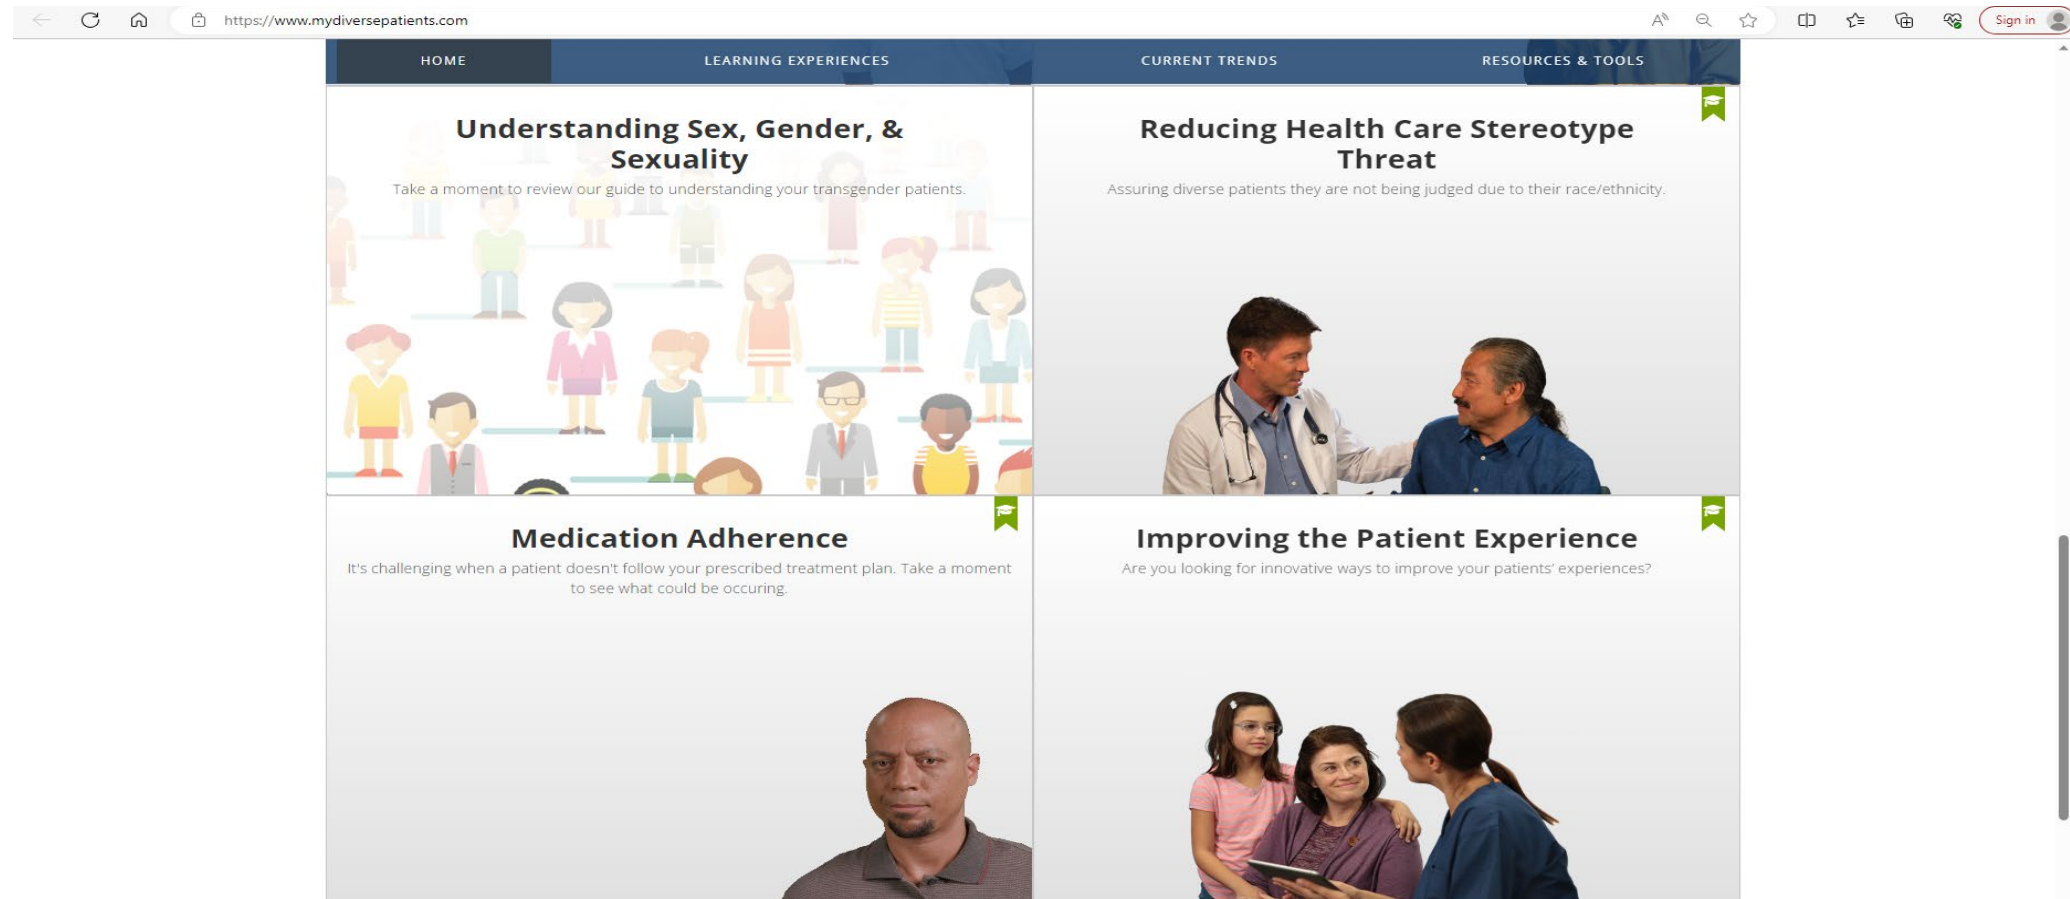 https://www.mydiversepatients.com
Sign in
HOME
LEARNING EXPERIENCES
CURRENT TRENDS
RESOURCES & TOOLS
Understanding Sex, Gender, &
Sexuality
Take a moment to review our guide to understanding your transgender patients.
Reducing Health Care Stereotype
Threat
Assuring diverse patients they are not being judged due to their race/ethnicity.
Medication Adherence
It's challenging when a patient doesn't follow your prescribed treatment plan. Take a moment
to see what could be occuring.
Improving the Patient Experience
Are you looking for innovative ways to improve your patients' experiences?